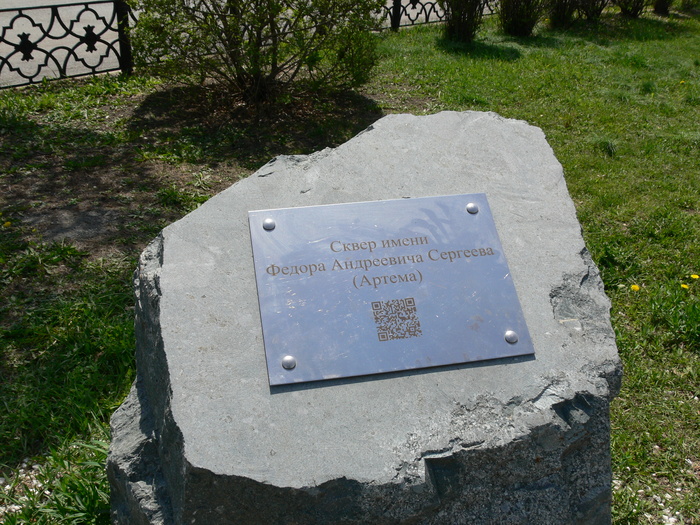 Сквер имени
Федора Андреевича Сергеева
(Артема)